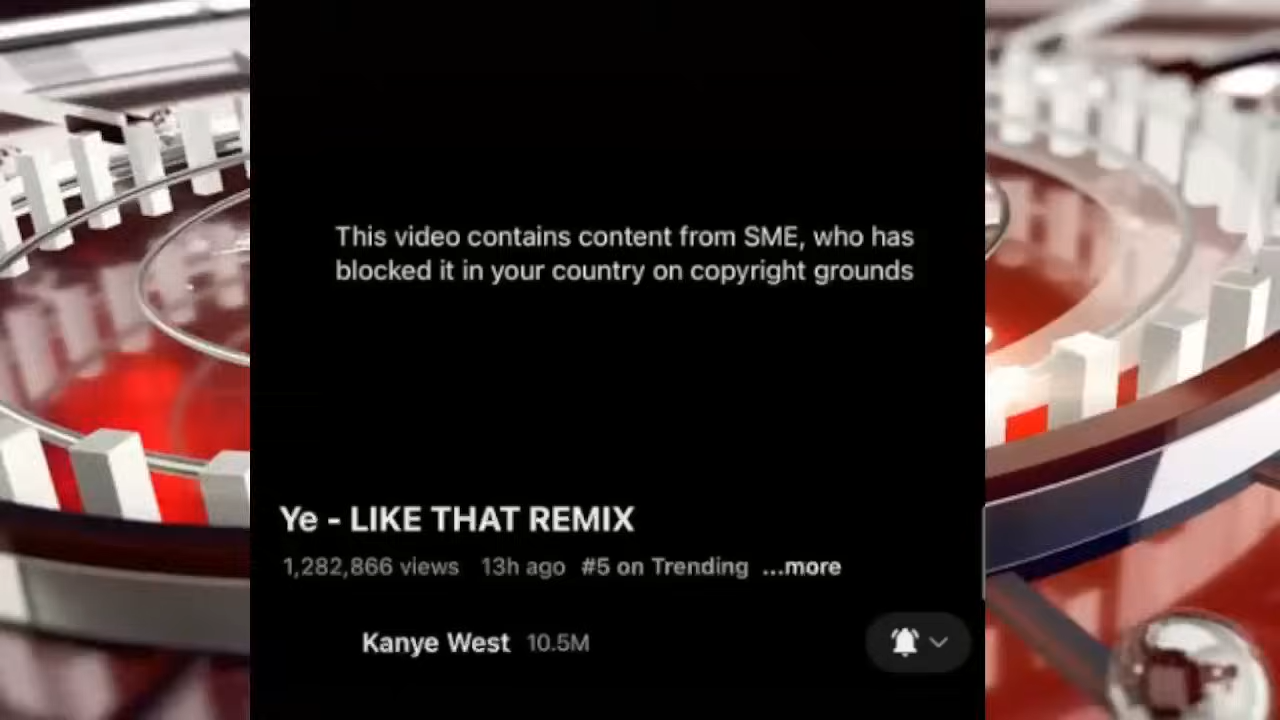 This video contains content from SME, who has
blocked it in your country on copyright grounds
Ye - LIKE THAT REMIX
1,282,866 views 13h ago #5 on Trending ...more
Kanye West 10.5M